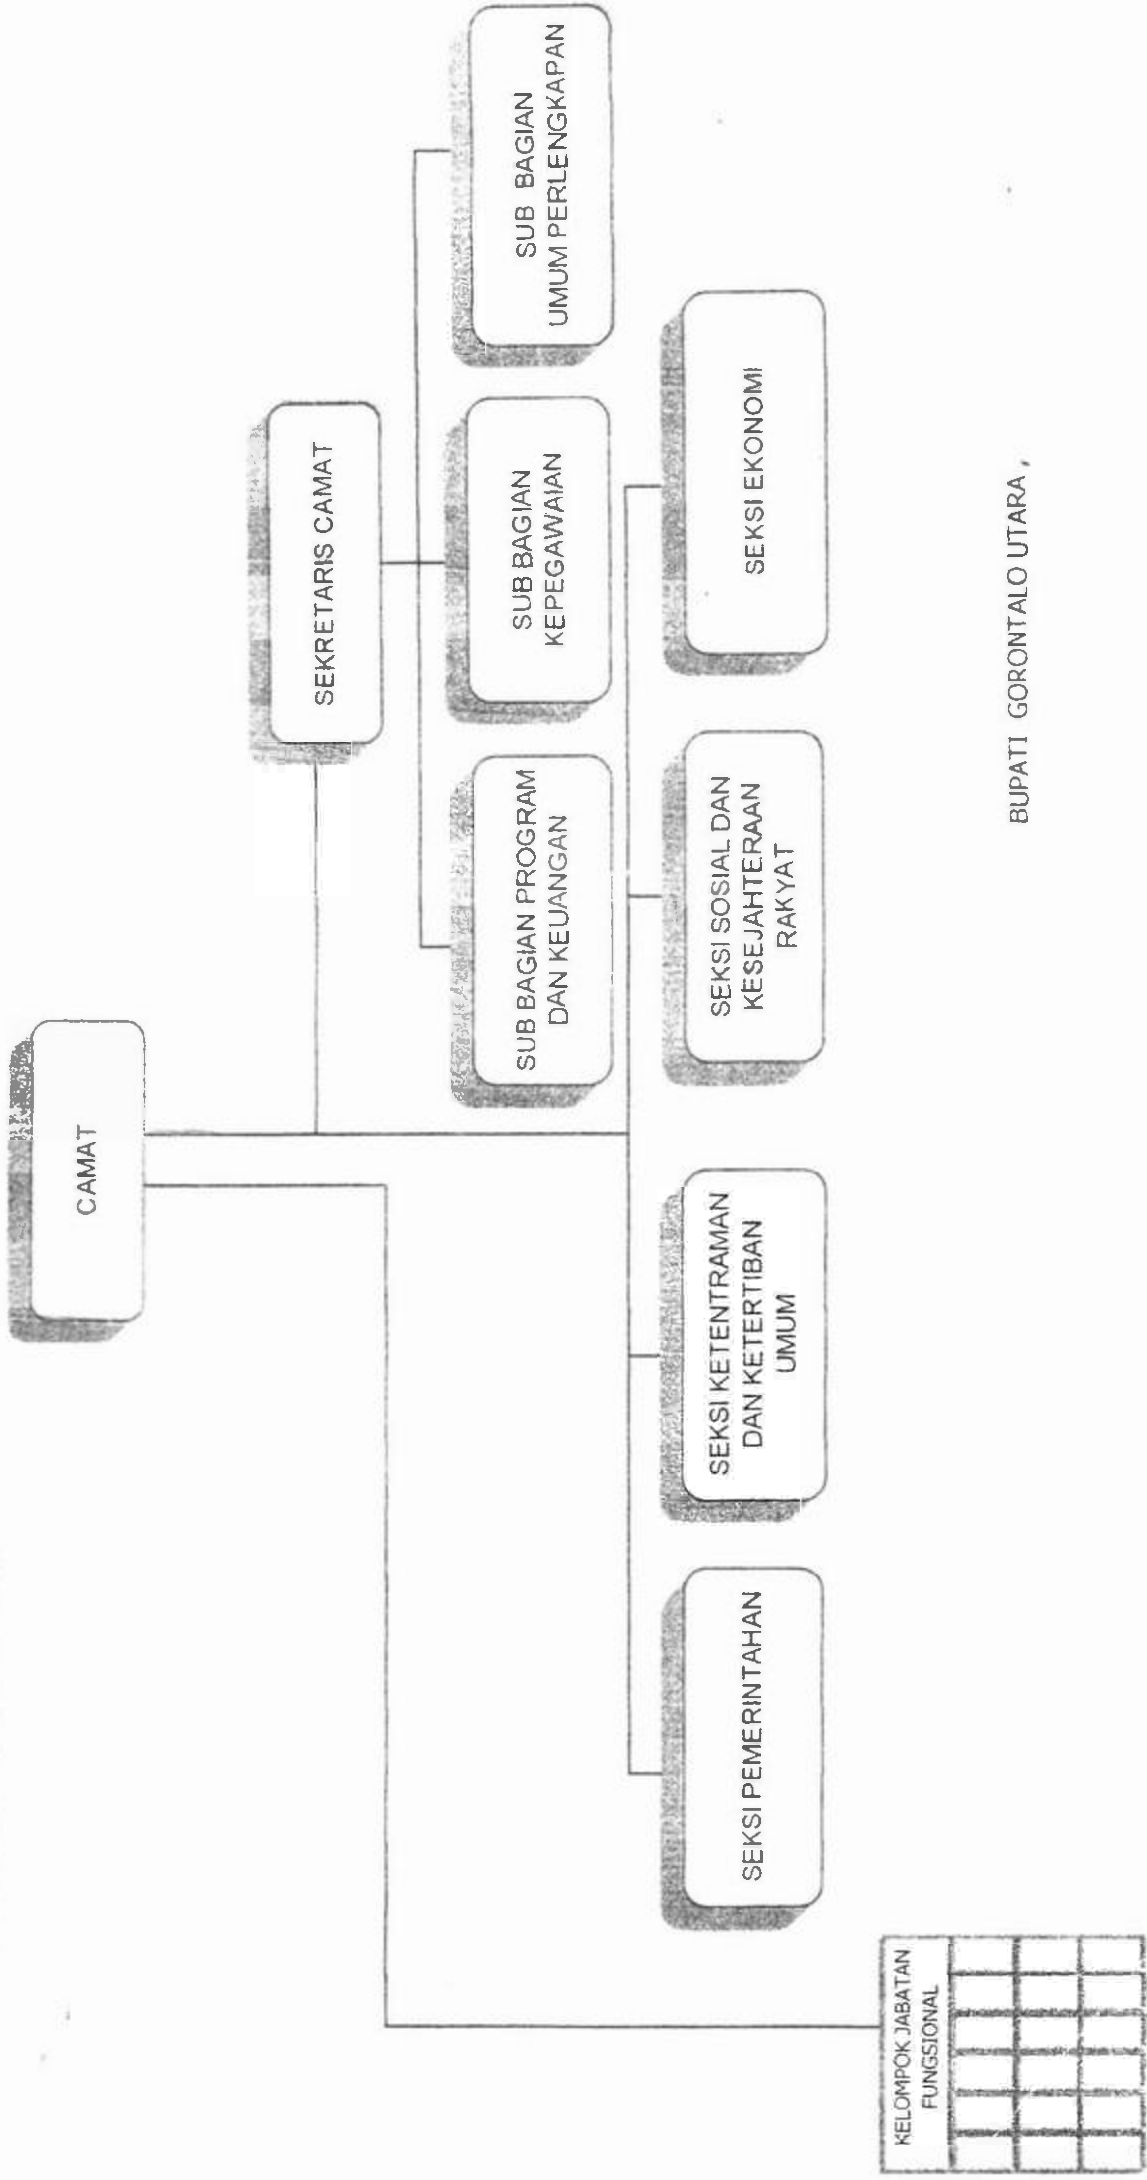 CAMAT
SEKRETARIS CAMAT
SUB BAGIAN PROGRAM
DAN KEUANGAN
SUB BAGIAN
KEPEGAWAIAN
SUB BAGIAN
UMUM PERLENGKAPAN
SEKSI PEMERINTAHAN
SEKSI KETENTRAMAN
DAN KETERTIBAN
UMUM
SEKSI SOSIAL DAN
KESEJAHTERAAN
RAKYAT
SEKSI EKONOMI
KELOMPOK JABATAN
FUNGSIONAL
BUPATI GORONTALO UTARA,